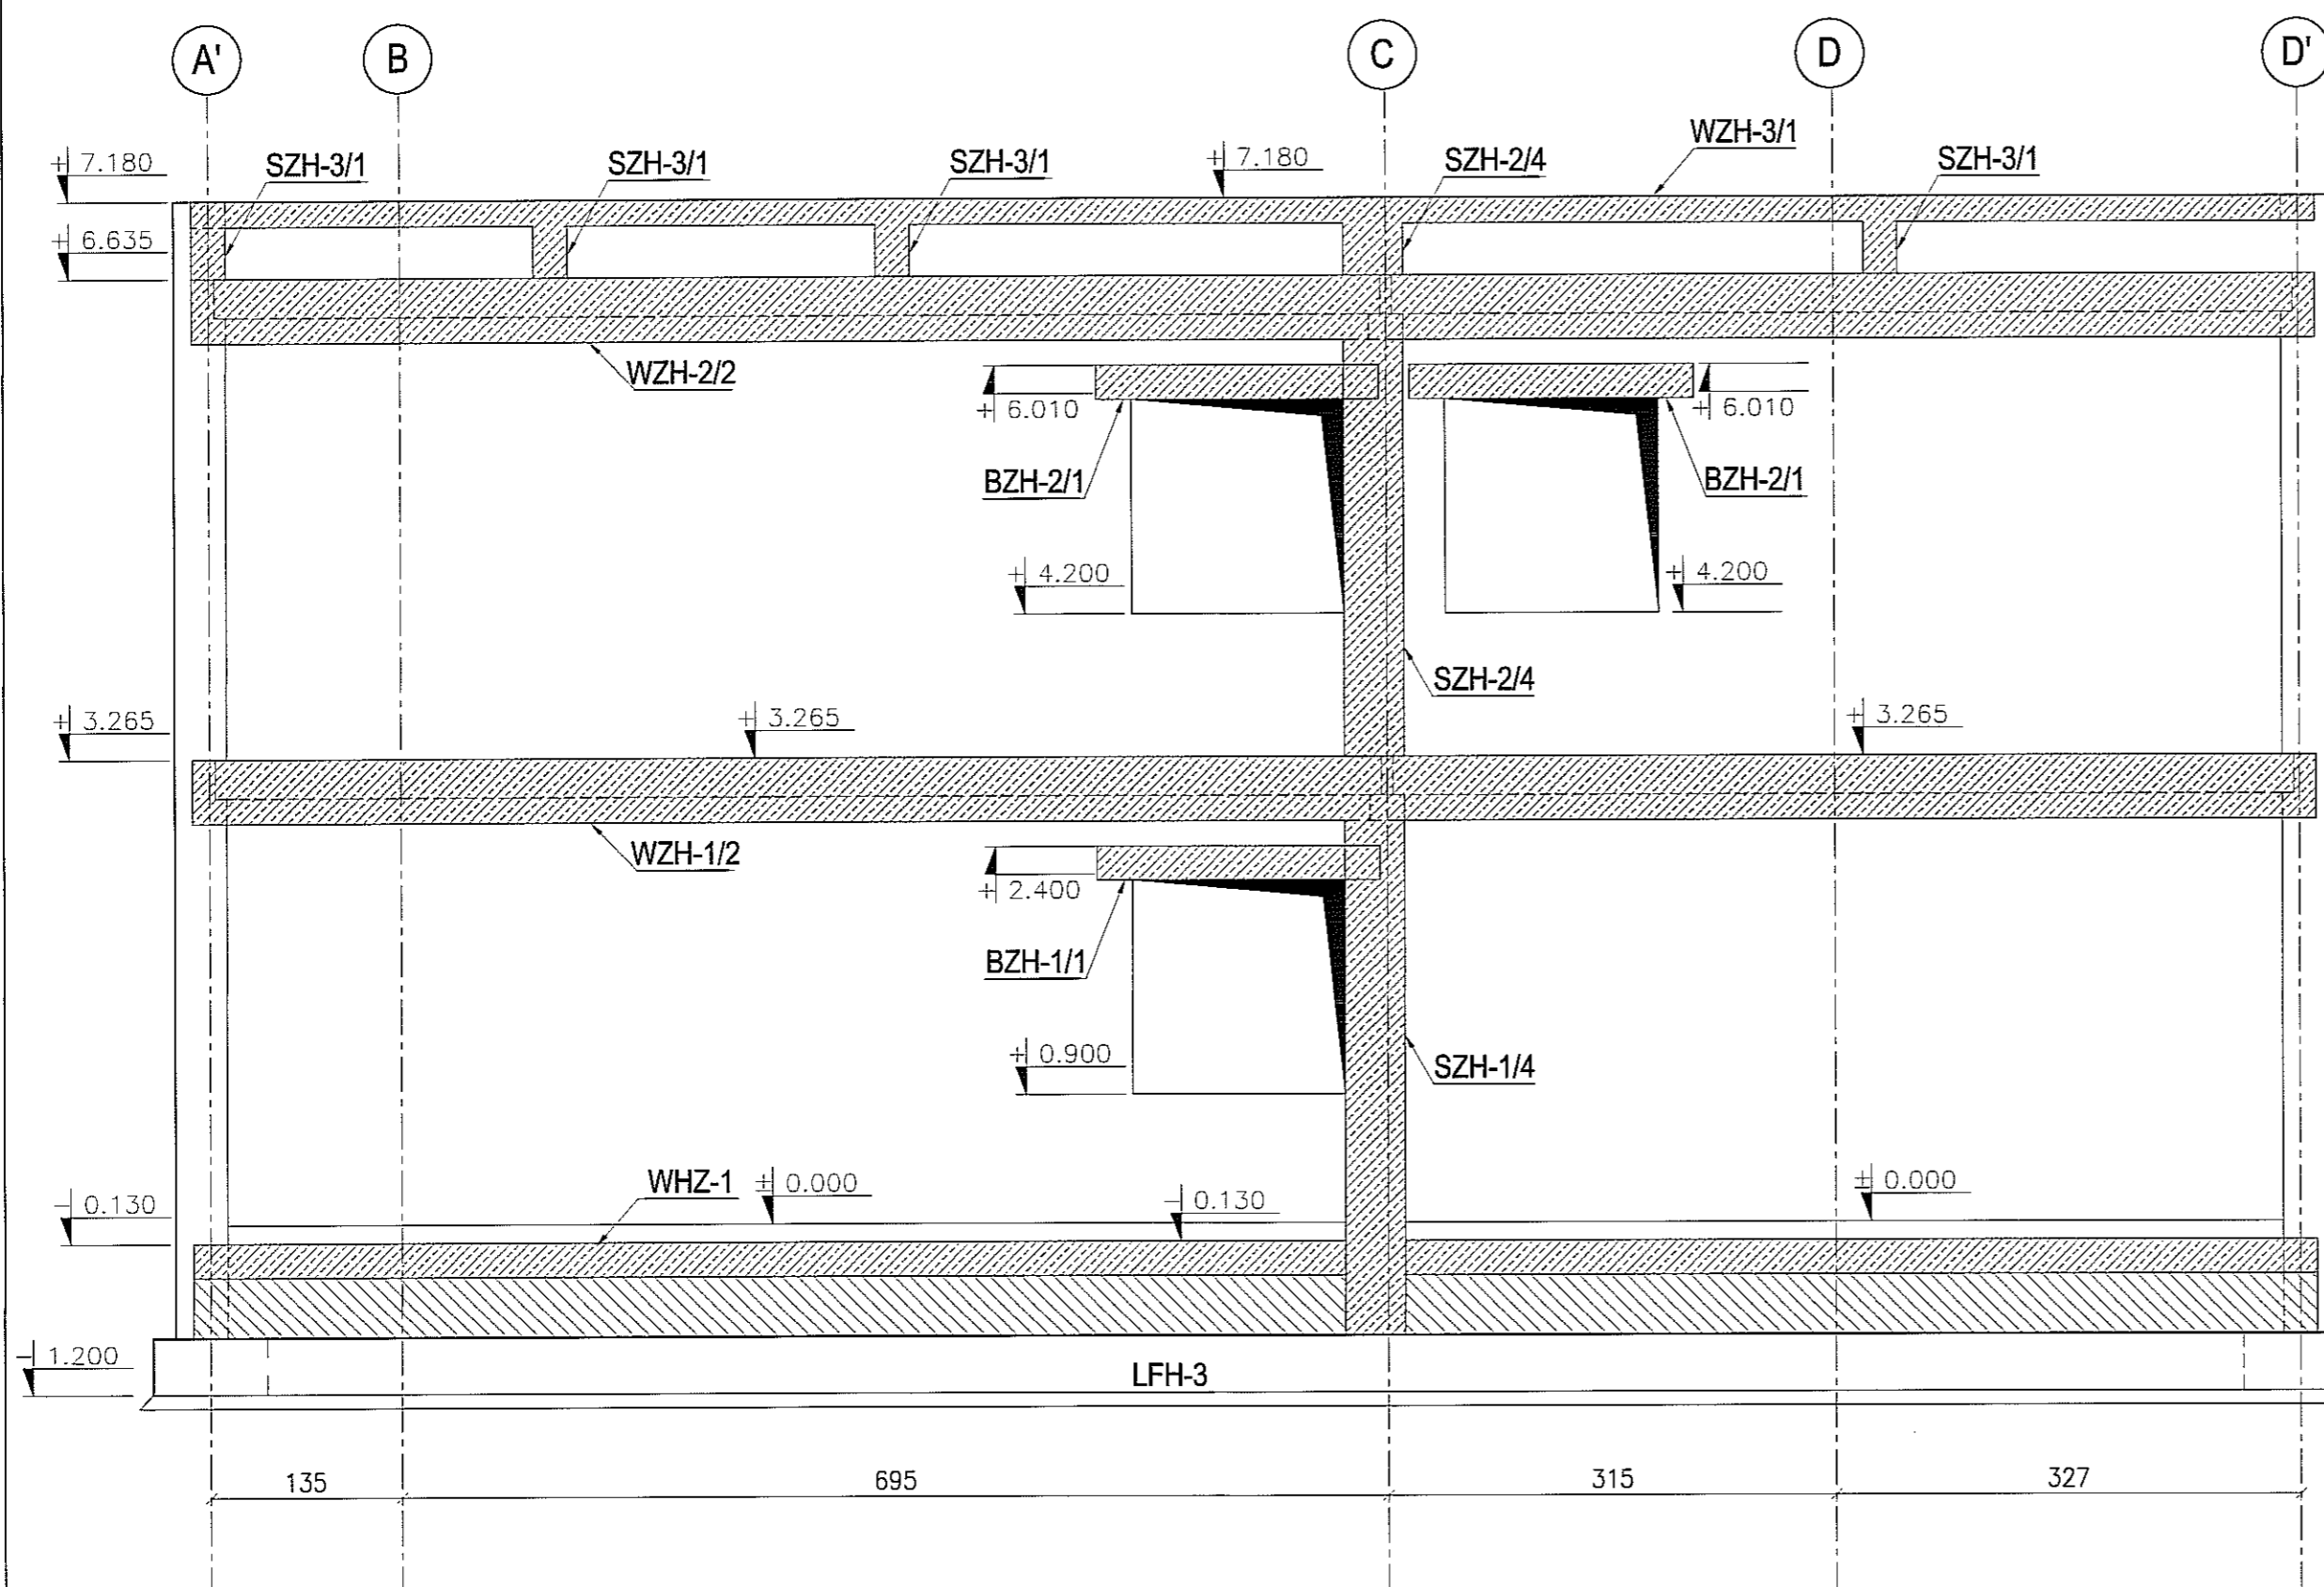 A'
B
C
D
D'
+ 7.180
SZH-3/1
SZH-3/1
SZH-3/1
+ 7.180
SZH-2/4
WZH-3/1
SZH-3/1
+ 6.635
WZH-2/2
+ 6.010
+ 6.010
BZH-2/1
BZH-2/1
+ 4.200
+ 4.200
SZH-2/4
+ 3.265
+ 3.265
+ 3.265
WZH-1/2
+ 2.400
BZH-1/1
+ 0.900
SZH-1/4
WHZ-1
± 0.000
± 0.000
- 0.130
- 0.130
- 1.200
LFH-3
135
695
315
327